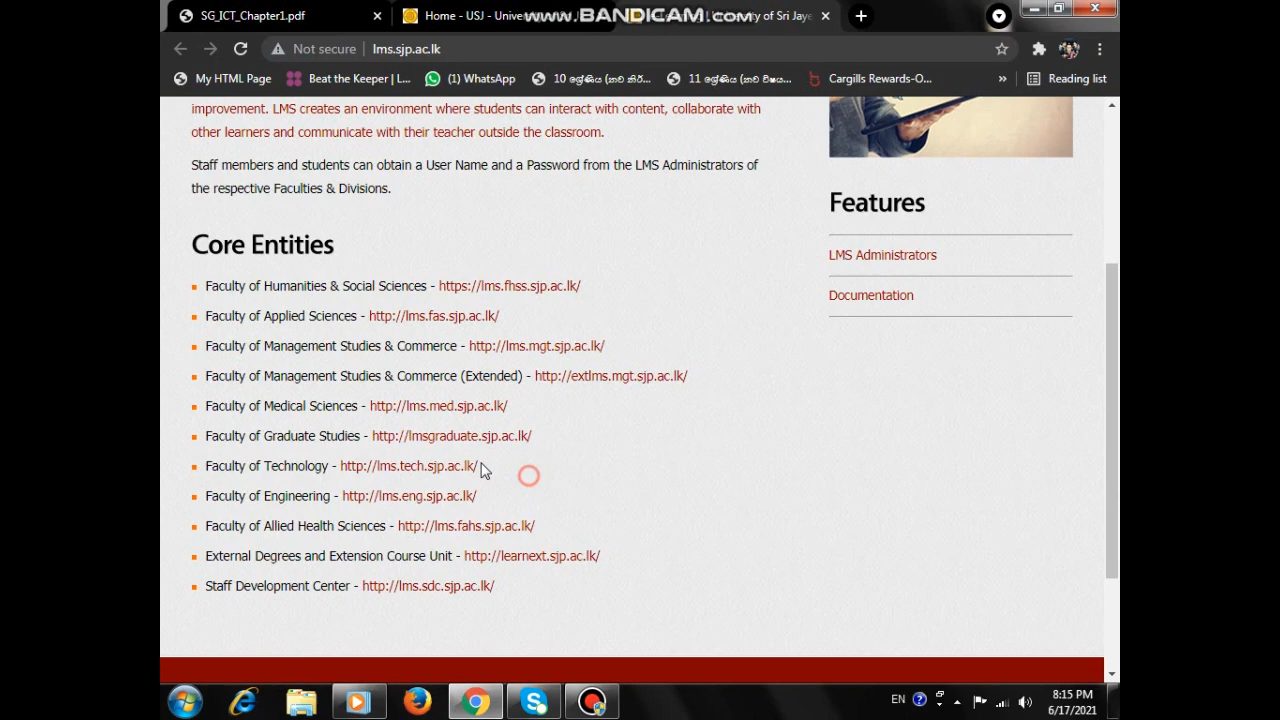 SG_ICT_Chapter1.pdf
Home - USJ - Univer
www.BANDICAM.com
University of Sri Jaye
Not secure
lms.sjp.ac.lk
My HTML Page
Beat the Keeper | L...
(1) WhatsApp
10 ශ්‍රේණිය
11 ශ්‍රේණිය
Cargills Rewards-O...
»
Reading list
improvement. LMS creates an environment where students can interact with content, collaborate with
other learners and communicate with their teacher outside the classroom.
Staff members and students can obtain a User Name and a Password from the LMS Administrators of
the respective Faculties & Divisions.
Core Entities
Faculty of Humanities & Social Sciences - https://lms.fhss.sjp.ac.lk/
Faculty of Applied Sciences - http://lms.fas.sjp.ac.lk/
Faculty of Management Studies & Commerce - http://lms.mgt.sjp.ac.lk/
Faculty of Management Studies & Commerce (Extended) - http://extlms.mgt.sjp.ac.lk/
Faculty of Medical Sciences - http://lms.med.sjp.ac.lk/
Faculty of Graduate Studies - http://lmsgraduate.sjp.ac.lk/
Faculty of Technology - http://lms.tech.sjp.ac.lk/
Faculty of Engineering - http://lms.eng.sjp.ac.lk/
Faculty of Allied Health Sciences - http://lms.fahs.sjp.ac.lk/
External Degrees and Extension Course Unit - http://learnext.sjp.ac.lk/
Staff Development Center - http://lms.sdc.sjp.ac.lk/
Features
LMS Administrators
Documentation
EN
8:15 PM
6/17/2021